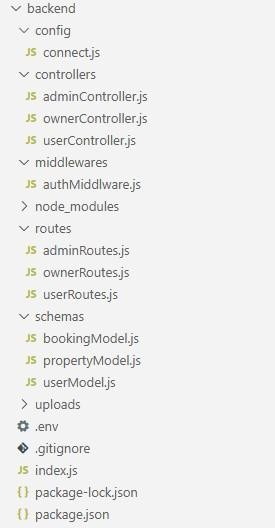 backend
config
JS connect.js
controllers
JS adminController.js
JS ownerController.js
JS userController.js
middlewares
JS authMiddlware.js
node_modules
routes
JS adminRoutes.js
JS ownerRoutes.js
JS userRoutes.js
schemas
JS bookingModel.js
JS propertyModel.js
JS userModel.js
uploads
.env
.gitignore
JS index.js
{} package-lock.json
{} package.json